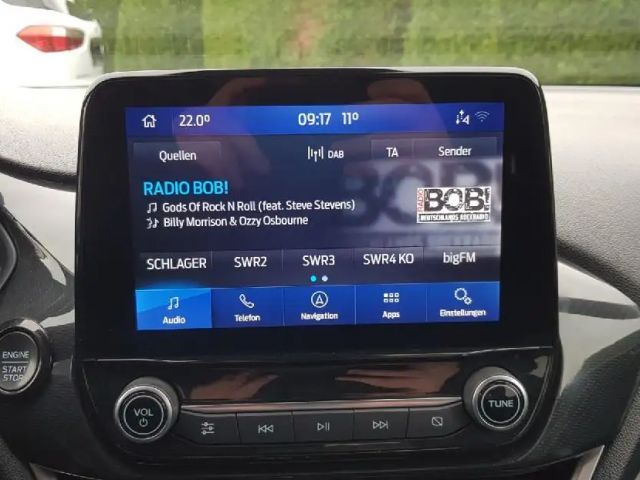 22.0° 09:17 11°
Quellen DAB TA Sender
RADIO BOB!
Gods Of Rock N Roll (feat. Steve Stevens)
Billy Morrison & Ozzy Osbourne
RADIO BOB!
DEUTSCHLANDS ROCKRADIO
SCHLAGER SWR2 SWR3 SWR4 KO bigFM
Audio Telefon Navigation Apps Einstellungen
ENGINE
START
STOP
VOL
TUNE